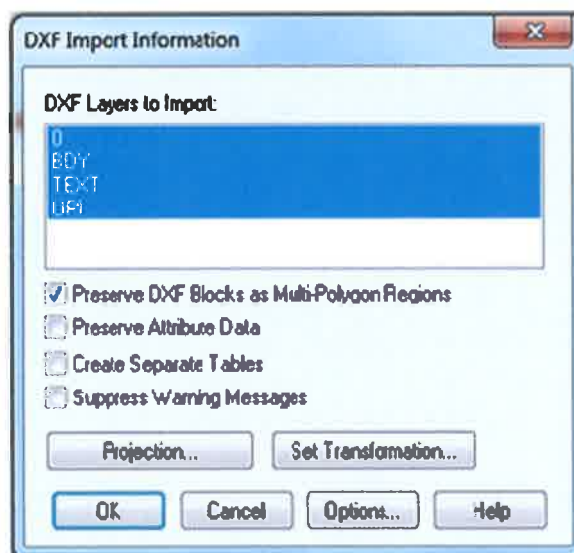 DXF Import Information
DXF Layers to Import:
0
BDY
TEXT
UPI
Preserve DXF Blocks as Multi-Polygon Regions
Preserve Attribute Data
Create Separate Tables
Suppress Warning Messages
Projection... Set Transformation...
OK Cancel Options... Help